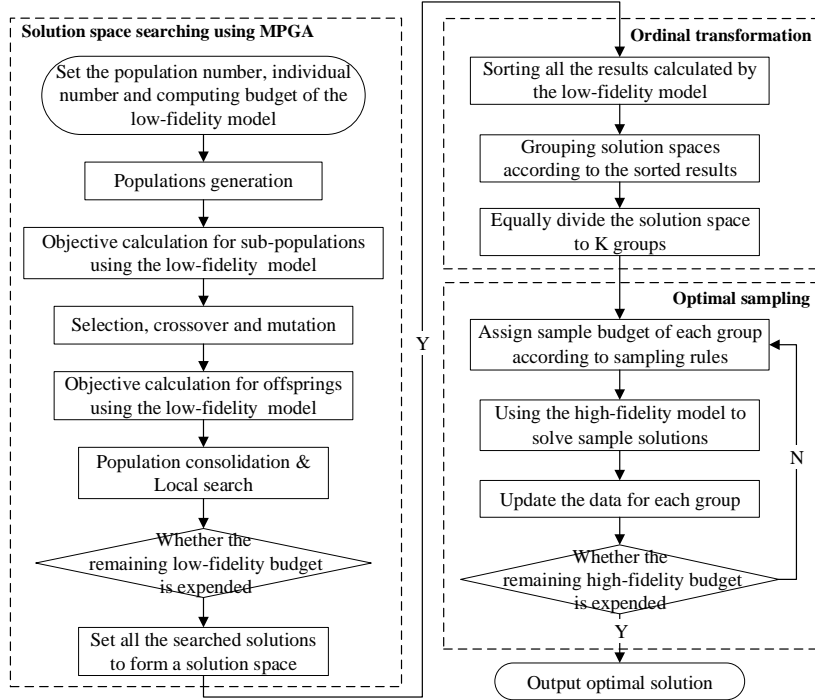 Solution space searching using MPGA
Set the population number, individual
number and computing budget of the
low-fidelity model
Populations generation
Objective calculation for sub-populations
using the low-fidelity model
Selection, crossover and mutation
Objective calculation for offsprings
using the low-fidelity model
Population consolidation &
Local search
Whether the
remaining low-fidelity budget
is expended
Set all the searched solutions
to form a solution space
Y
Ordinal transformation
Sorting all the results calculated by
the low-fidelity model
Grouping solution spaces
according to the sorted results
Equally divide the solution space
to K groups
Optimal sampling
Assign sample budget of each group
according to sampling rules
Using the high-fidelity model to
solve sample solutions
N
Update the data for each group
Whether the
remaining high-fidelity budget
is expended
Y
Output optimal solution